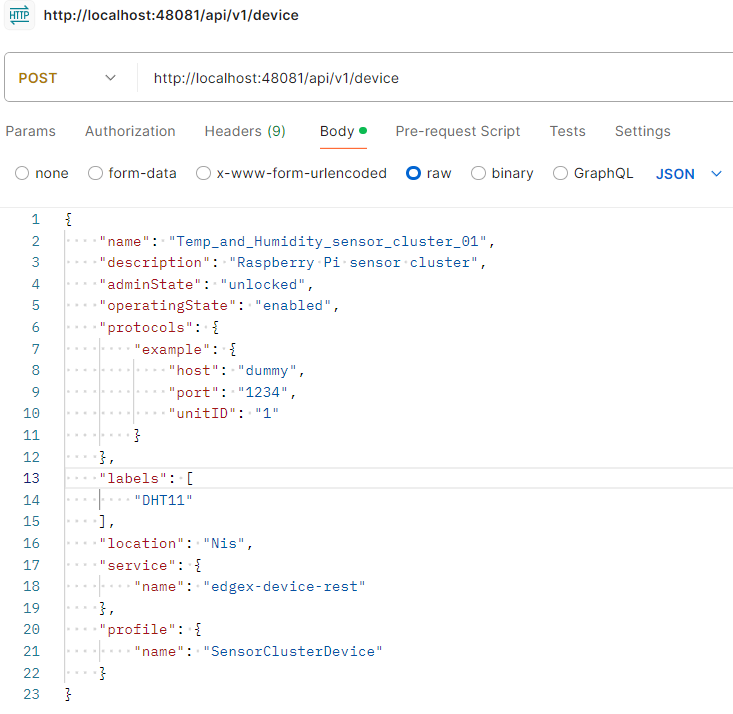 HTTP http://localhost:48081/api/v1/device
POST http://localhost:48081/api/v1/device
Params Authorization Headers (9) Body Pre-request Script Tests Settings
none form-data x-www-form-urlencoded raw binary GraphQL JSON
1 {
2 "name": "Temp_and_Humidity_sensor_cluster_01",
3 "description": "Raspberry Pi sensor cluster",
4 "adminState": "unlocked",
5 "operatingState": "enabled",
6 "protocols": {
7 "example": {
8 "host": "dummy",
9 "port": "1234",
10 "unitID": "1"
11 }
12 },
13 "labels": [
14 "DHT11"
15 ],
16 "location": "Nis",
17 "service": {
18 "name": "edgex-device-rest"
19 },
20 "profile": {
21 "name": "SensorClusterDevice"
22 }
23 }